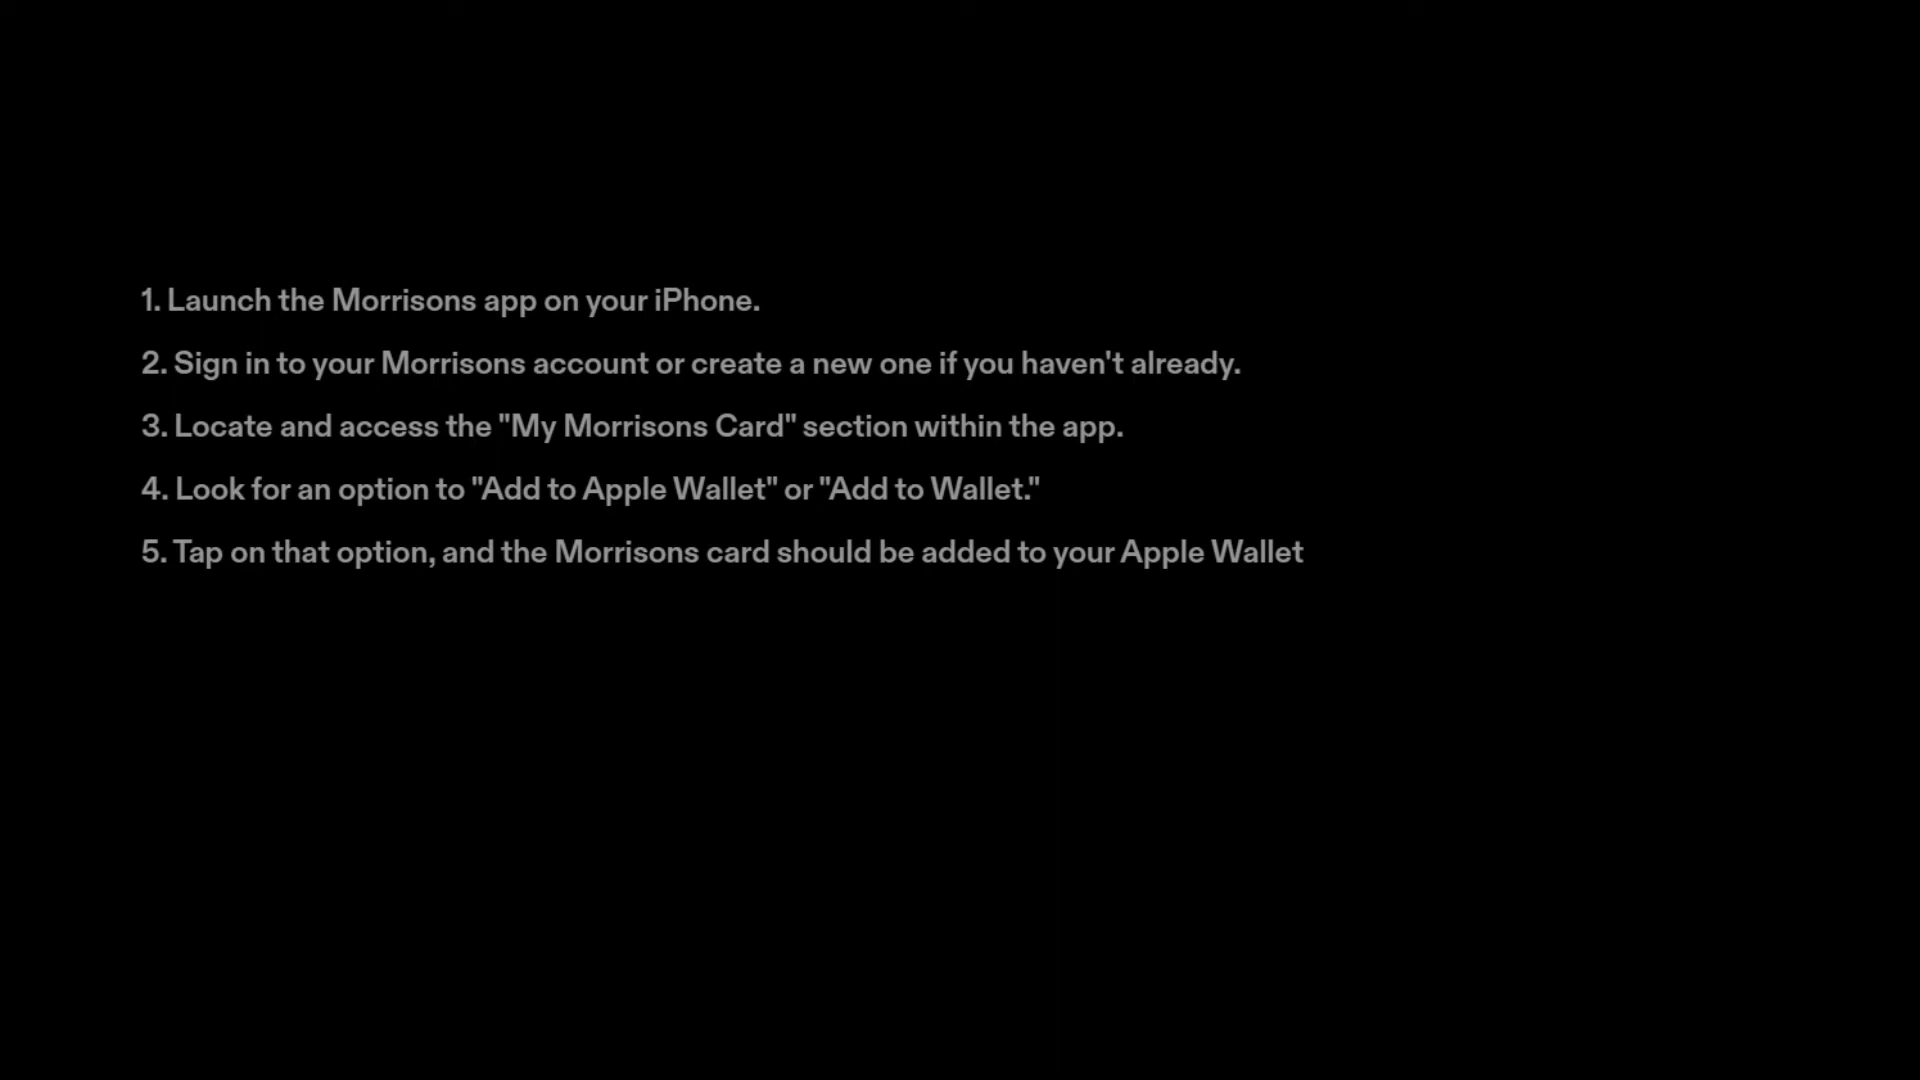 1. Launch the Morrisons app on your iPhone.
2. Sign in to your Morrisons account or create a new one if you haven't already.
3. Locate and access the "My Morrisons Card" section within the app.
4. Look for an option to "Add to Apple Wallet" or "Add to Wallet."
5. Tap on that option, and the Morrisons card should be added to your Apple Wallet